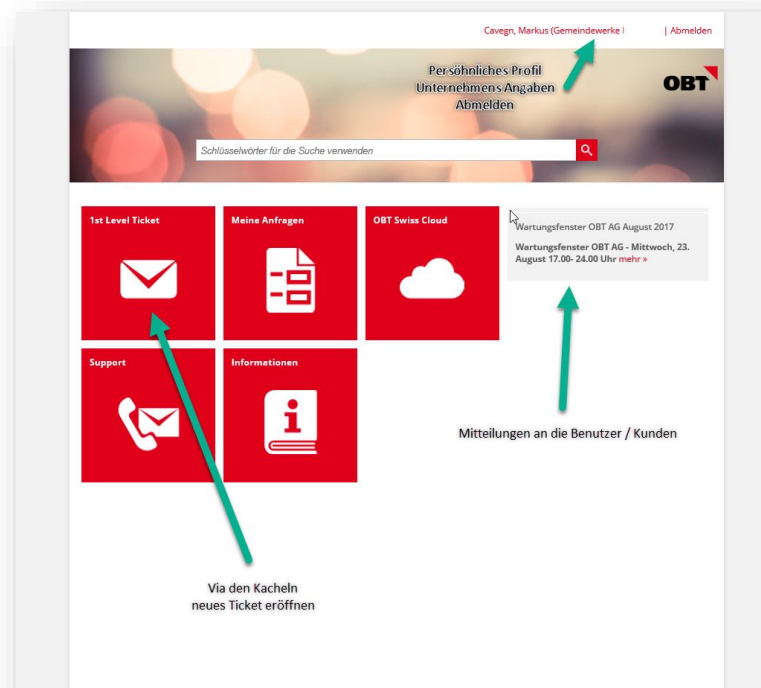 Cavegn, Markus (Gemeindewerke | Abmelden
Persöhnliches Profil
Unternehmens Angaben
Abmelden
OBT
Schlüsselwörter für die Suche verwenden
1st Level Ticket
Meine Anfragen
OBT Swiss Cloud
Wartungsfenster OBT AG August 2017
Wartungsfenster OBT AG - Mittwoch, 23.
August 17.00- 24.00 Uhr mehr »
Support
Informationen
Mitteilungen an die Benutzer / Kunden
Via den Kacheln
neues Ticket eröffnen